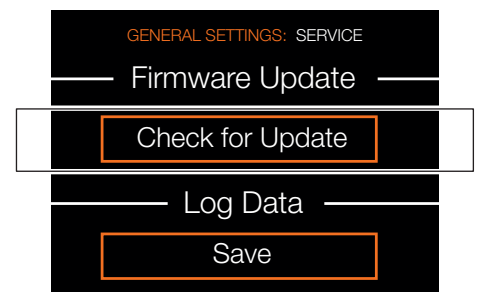 GENERAL SETTINGS: SERVICE
Firmware Update
Check for Update
Log Data
Save